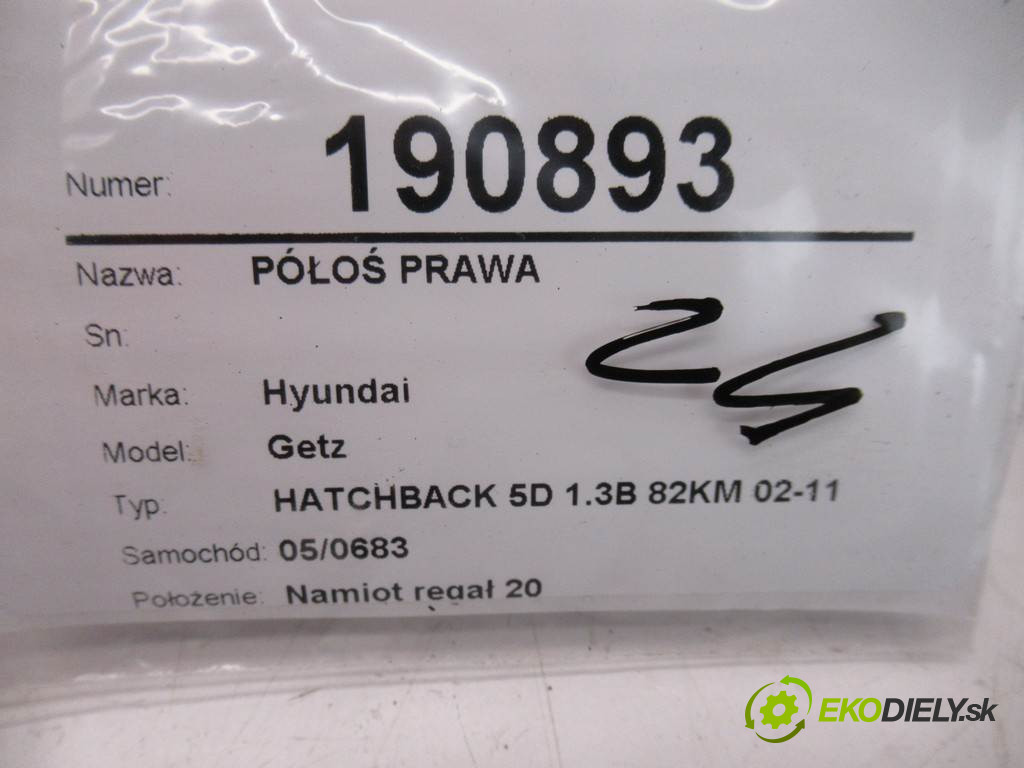 Numer: 190893
Nazwa: PÓŁOŚ PRAWA
Sn:
Marka: Hyundai
Model: Getz
Typ: HATCHBACK 5D 1.3B 82KM 02-11
Samochód: 05/0683
Położenie: Namiot regał 20
EKODIELY.sk